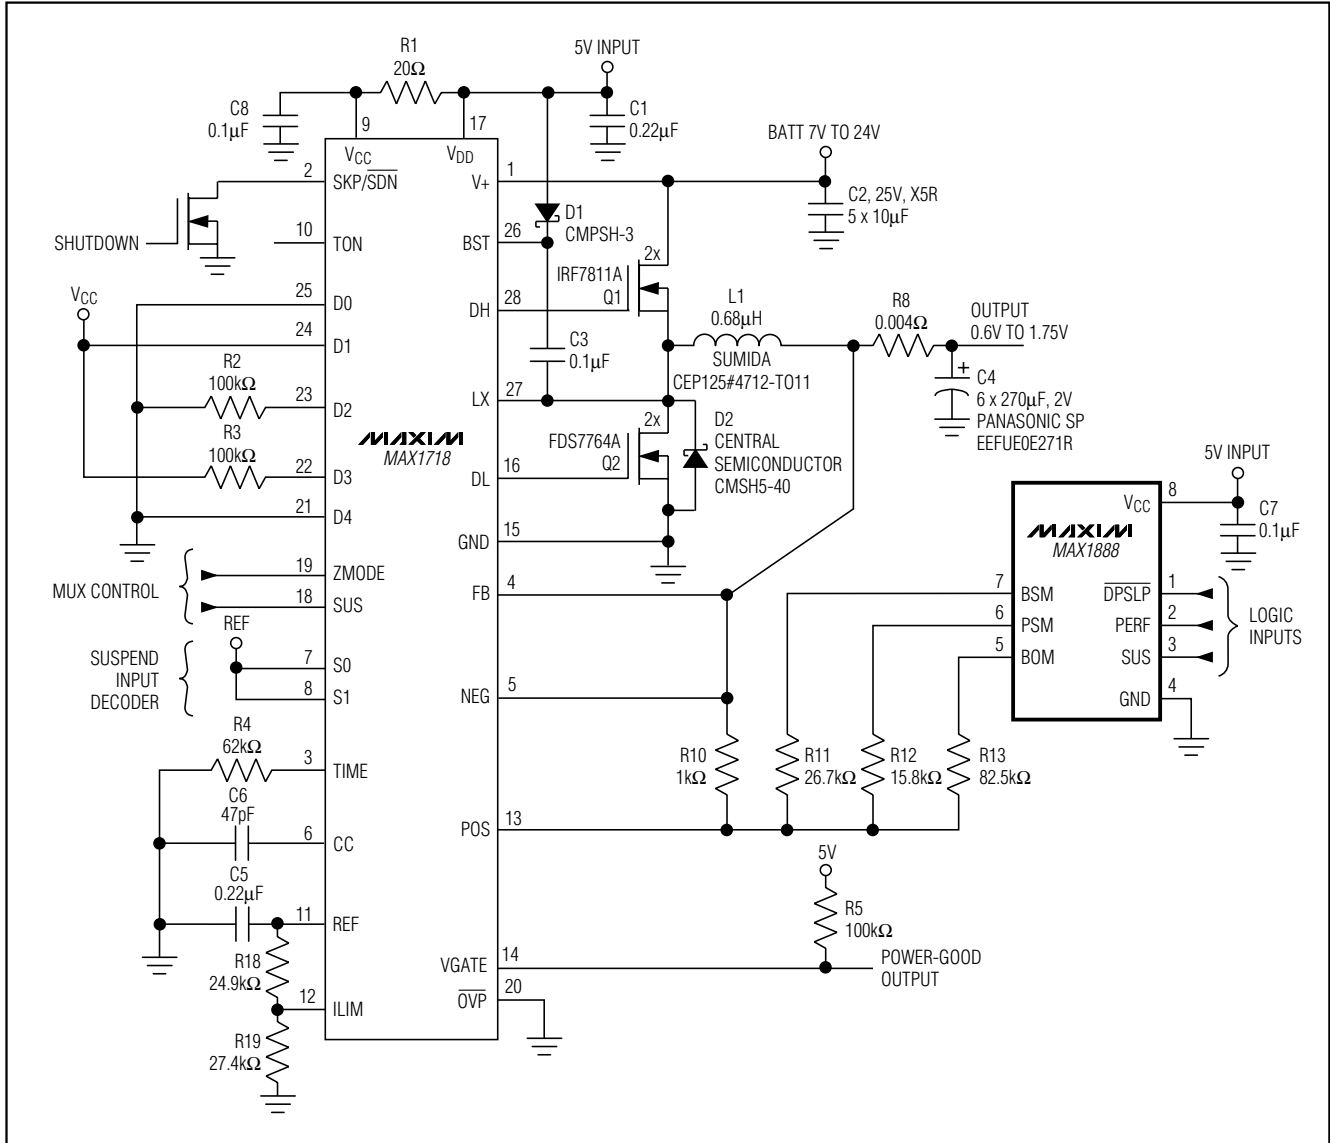 R1
20Ω
5V INPUT
C8
0.1µF
9
17
C1
0.22µF
BATT 7V TO 24V
VCC
VDD
2
SKP/SDN
V+
1
C2, 25V, X5R
5 x 10µF
SHUTDOWN
10
TON
BST
26
D1
CMPSH-3
2x
IRF7811A
Q1
VCC
25
D0
DH
28
24
D1
L1
0.68µH
SUMIDA
CEP125#4712-TO11
R8
0.004Ω
OUTPUT
0.6V TO 1.75V
C3
0.1µF
R2
100kΩ
23
D2
LX
27
+
C4
6 x 270µF, 2V
PANASONIC SP
EEFUE0E271R
R3
100kΩ
MAXIM
MAX1718
2x
FDS7764A
Q2
D2
CENTRAL
SEMICONDUCTOR
CMSH5-40
22
D3
DL
16
21
D4
GND
15
5V INPUT
8
VCC
C7
0.1µF
MAXIM
MAX1888
MUX CONTROL
19
ZMODE
18
SUS
FB
4
7
BSM
DPSLP
1
6
PSM
PERF
2
5
BOM
SUS
3
GND
4
LOGIC
INPUTS
REF
SUSPEND
INPUT
DECODER
7
S0
8
S1
NEG
5
R4
62kΩ
3
TIME
R10
1kΩ
R11
26.7kΩ
R12
15.8kΩ
R13
82.5kΩ
C6
47pF
6
CC
POS
13
C5
0.22µF
11
REF
5V
R5
100kΩ
R18
24.9kΩ
VGATE
14
POWER-GOOD
OUTPUT
12
ILIM
OVP
20
R19
27.4kΩ